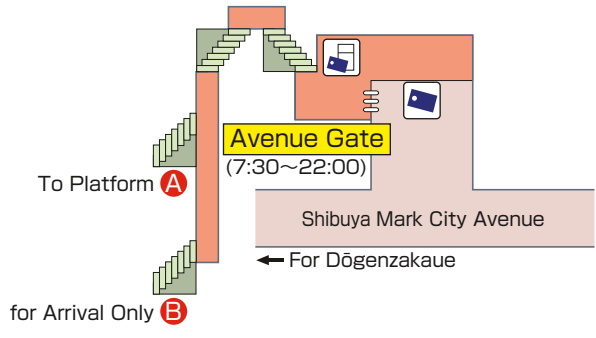 Avenue Gate
(7:30～22:00)
To Platform A
Shibuya Mark City Avenue
← For Dōgenzakaue
for Arrival Only B